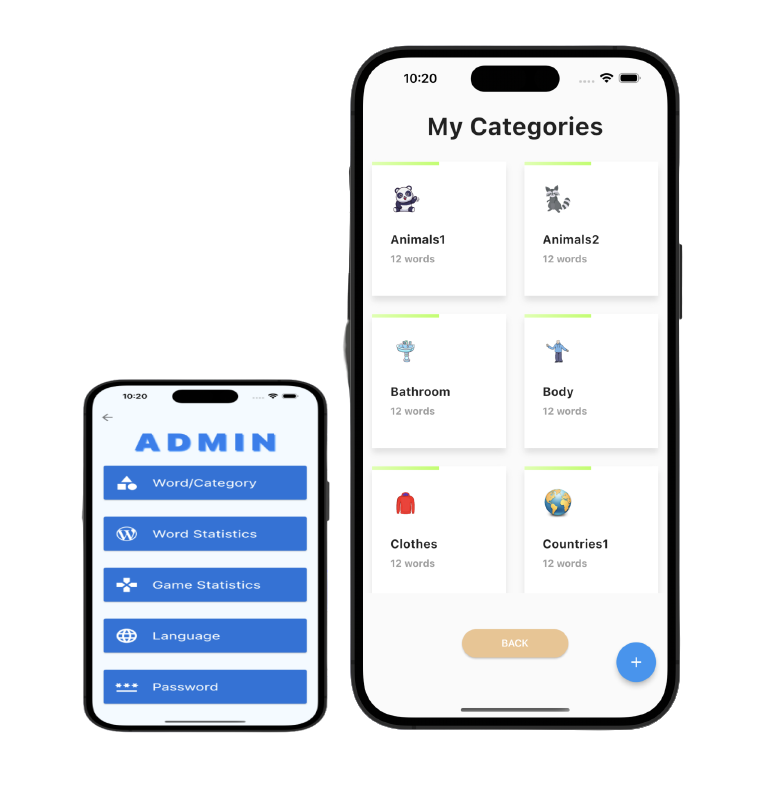 10:20
ADMIN
Word/Category
Word Statistics
Game Statistics
Language
Password
10:20
My Categories
Animals1
12 words
Animals2
12 words
Bathroom
12 words
Body
12 words
Clothes
12 words
Countries1
12 words
BACK